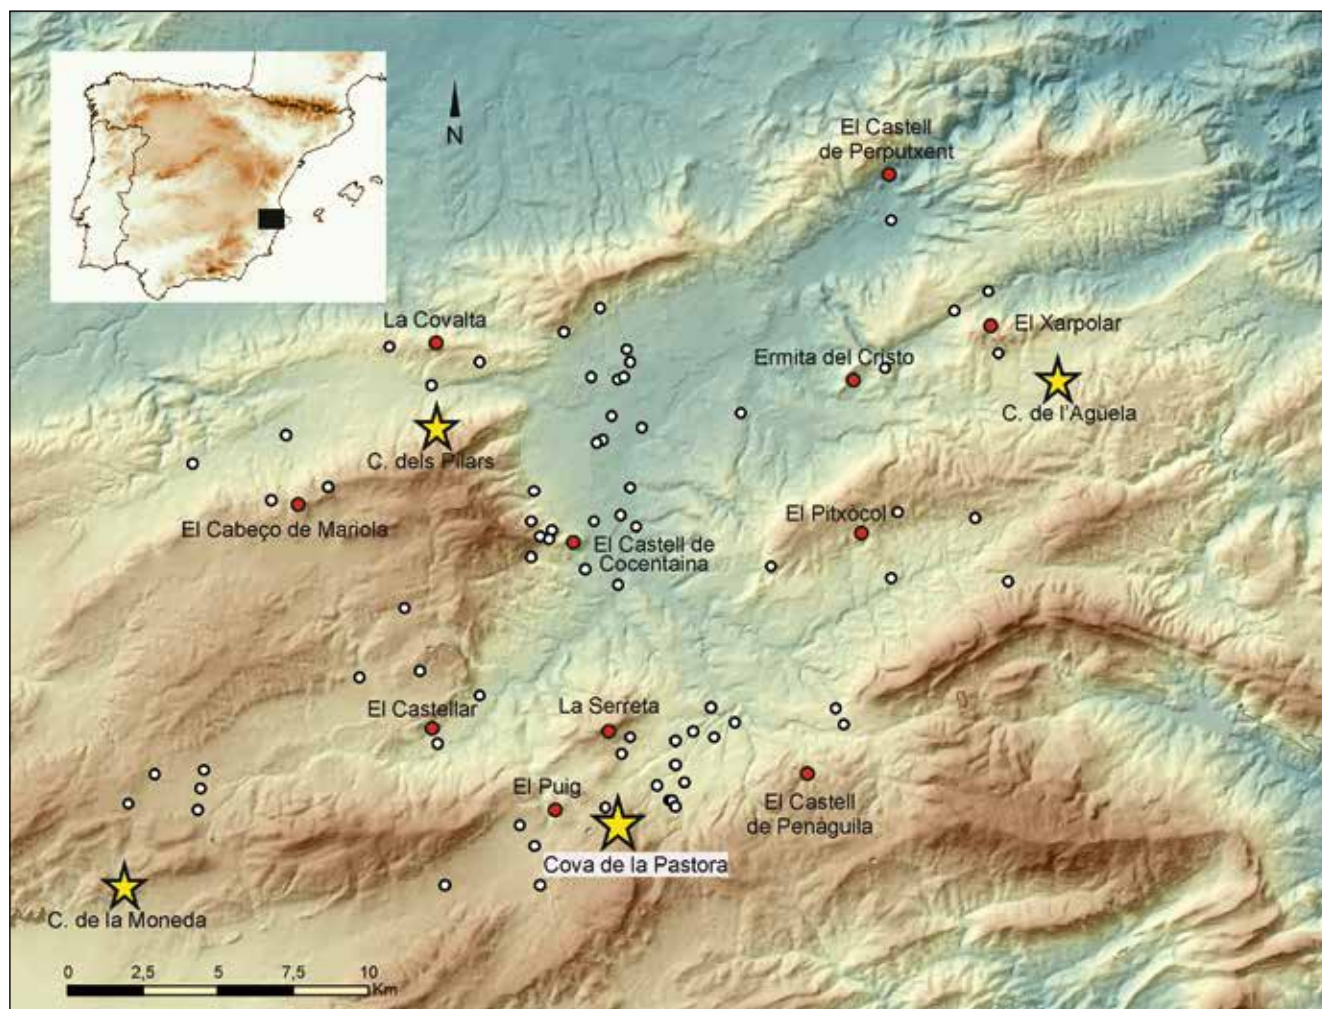 N
El Castell
de Perputxent
La Covalta
El Xarpolar
Ermita del Cristo
C. de l'Agüela
C. dels Pilars
El Cabeço de Mariola
El Pitxòcol
El Castell de
Cocentaina
El Castellar
La Serreta
El Puig
El Castell
de Penàguila
Cova de la Pastora
C. de la Moneda
0 2,5 5 7,5 10
Km